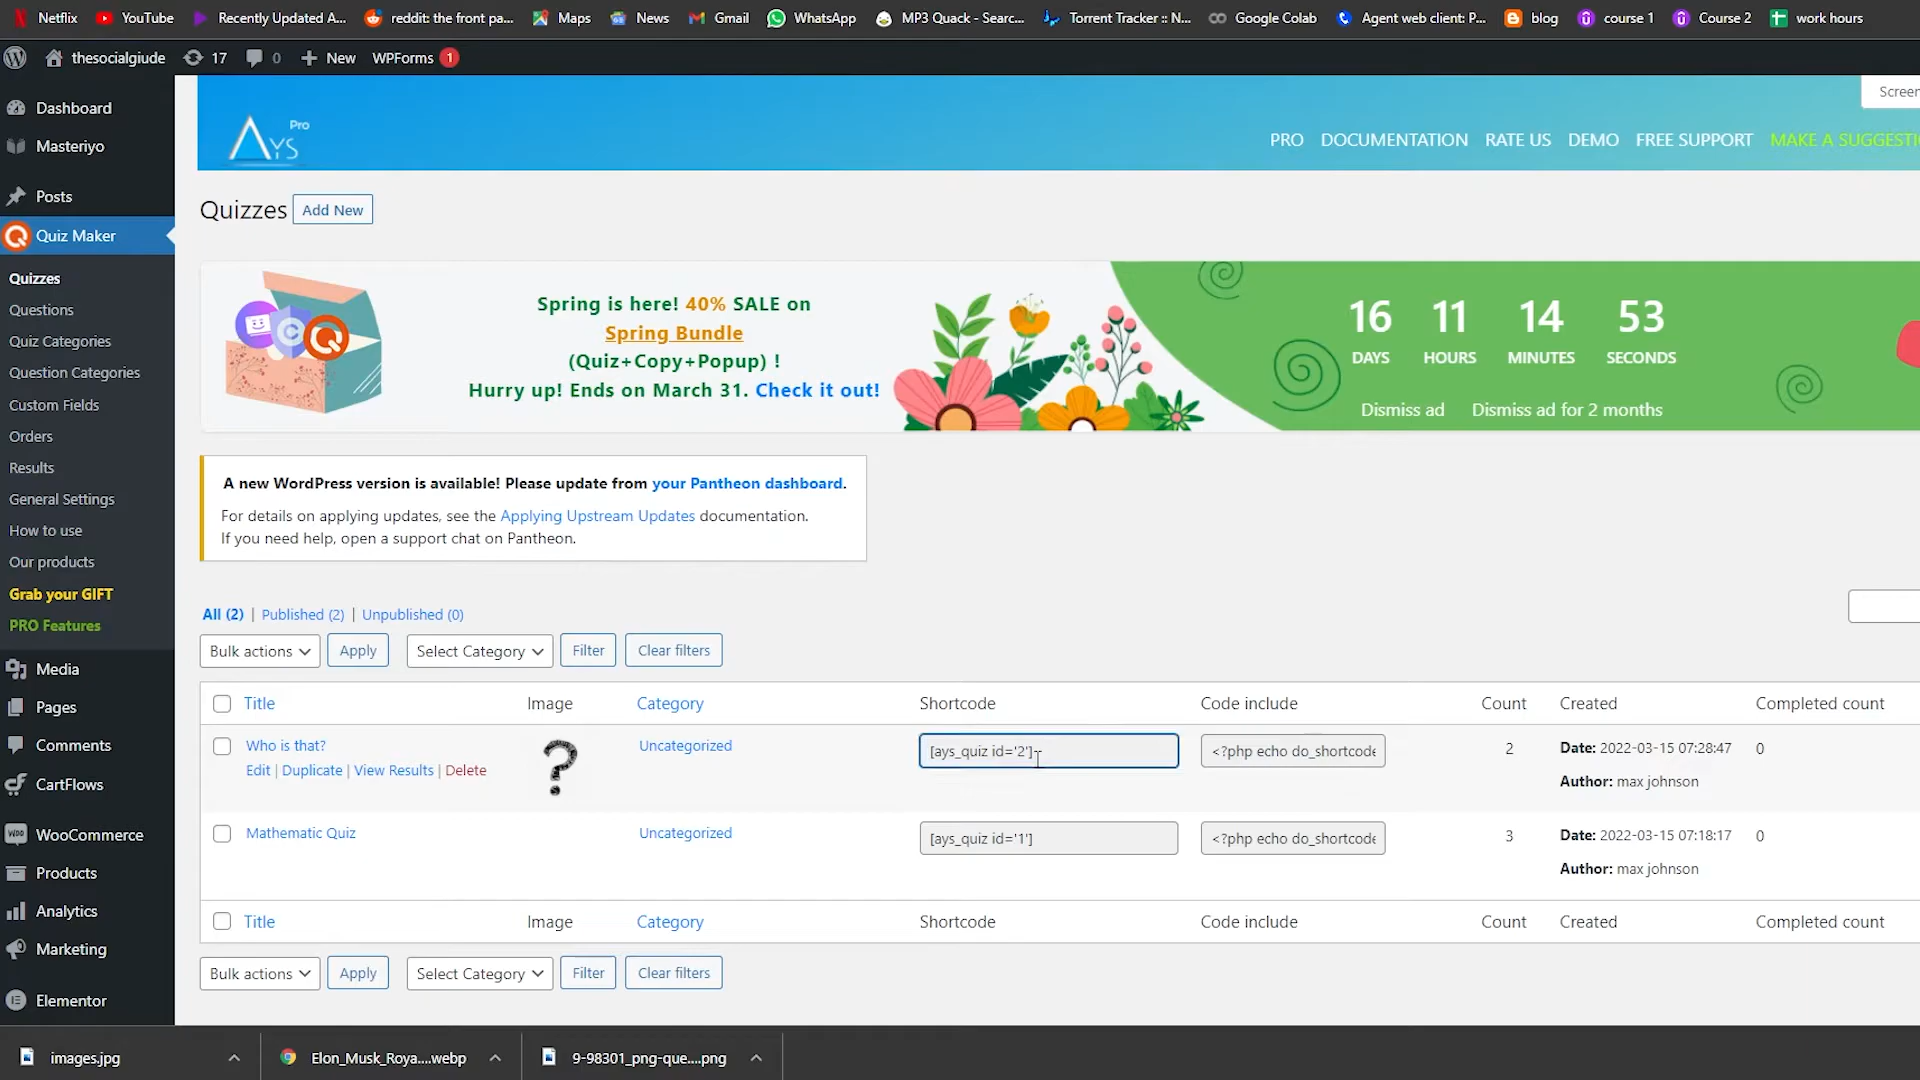 Netflix YouTube Recently Updated A... reddit: the front pa... Maps News Gmail WhatsApp MP3 Quack - Searc... Torrent Tracker :: N... Google Colab Agent web client: P... blog course 1 Course 2 work hours
thesocialgiude 17 0 New WPForms 1
Screen
Dashboard
Masteriyo
Posts
Quiz Maker
Quizzes
Questions
Quiz Categories
Question Categories
Custom Fields
Orders
Results
General Settings
How to use
Our products
Grab your GIFT
PRO Features
Media
Pages
Comments
CartFlows
WooCommerce
Products
Analytics
Marketing
Elementor
AYS Pro
PRO DOCUMENTATION RATE US DEMO FREE SUPPORT MAKE A SUGGESTI
Quizzes Add New
Spring is here! 40% SALE on
Spring Bundle
(Quiz+Copy+Popup) !
Hurry up! Ends on March 31. Check it out!
16 11 14 53
DAYS HOURS MINUTES SECONDS
Dismiss ad Dismiss ad for 2 months
A new WordPress version is available! Please update from your Pantheon dashboard.
For details on applying updates, see the Applying Upstream Updates documentation.
If you need help, open a support chat on Pantheon.
All (2) | Published (2) | Unpublished (0)
Bulk actions Apply Select Category Filter Clear filters
Title Image Category Shortcode Code include Count Created Completed count
Who is that? ? Uncategorized [ays_quiz id='2'] <?php echo do_shortcode 2 Date: 2022-03-15 07:28:47 0
Edit | Duplicate | View Results | Delete Author: max johnson
Mathematic Quiz Uncategorized [ays_quiz id='1'] <?php echo do_shortcode 3 Date: 2022-03-15 07:18:17 0
Author: max johnson
Title Image Category Shortcode Code include Count Created Completed count
Bulk actions Apply Select Category Filter Clear filters
images.jpg Elon_Musk_Roya....webp 9-98301_png-que....png